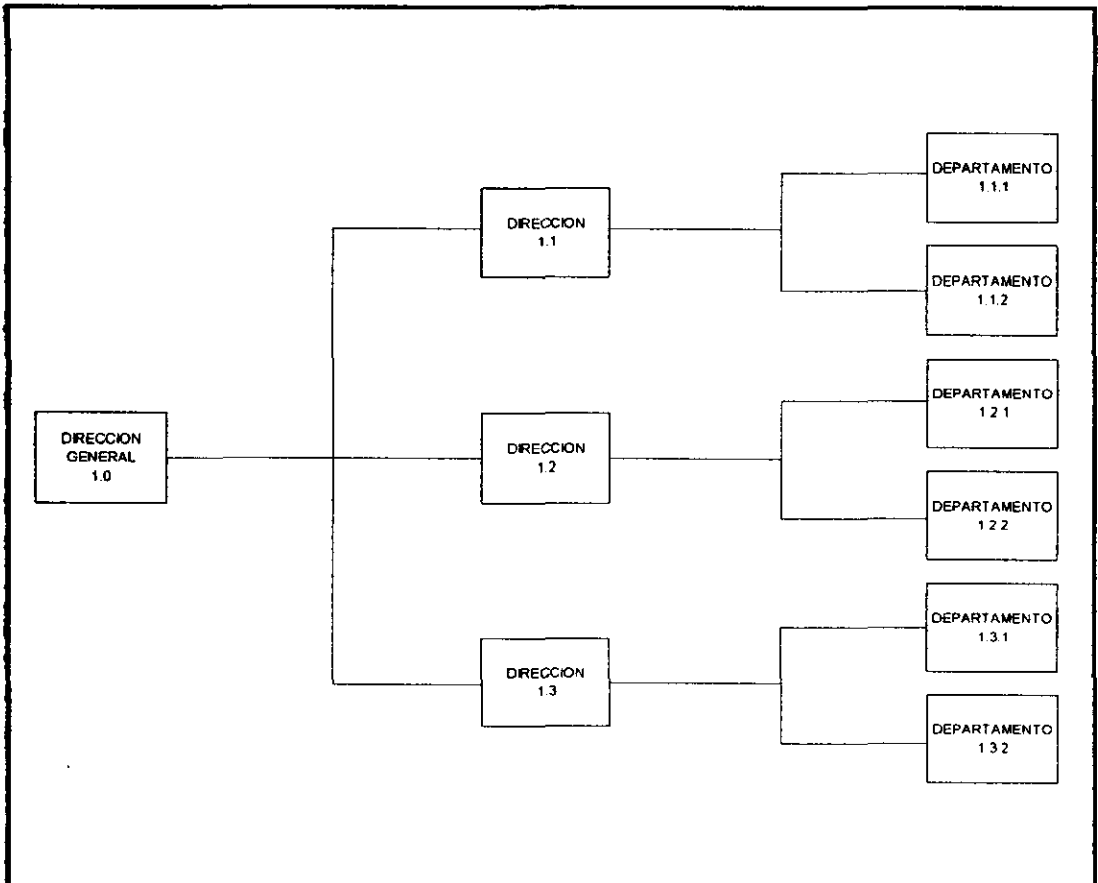 DIRECCION
GENERAL
1.0
DIRECCION
1.1
DIRECCION
1.2
DIRECCION
1.3
DEPARTAMENTO
1.1.1
DEPARTAMENTO
1.1.2
DEPARTAMENTO
1 2 1
DEPARTAMENTO
1 2 2
DEPARTAMENTO
1.3.1
DEPARTAMENTO
1 3 2